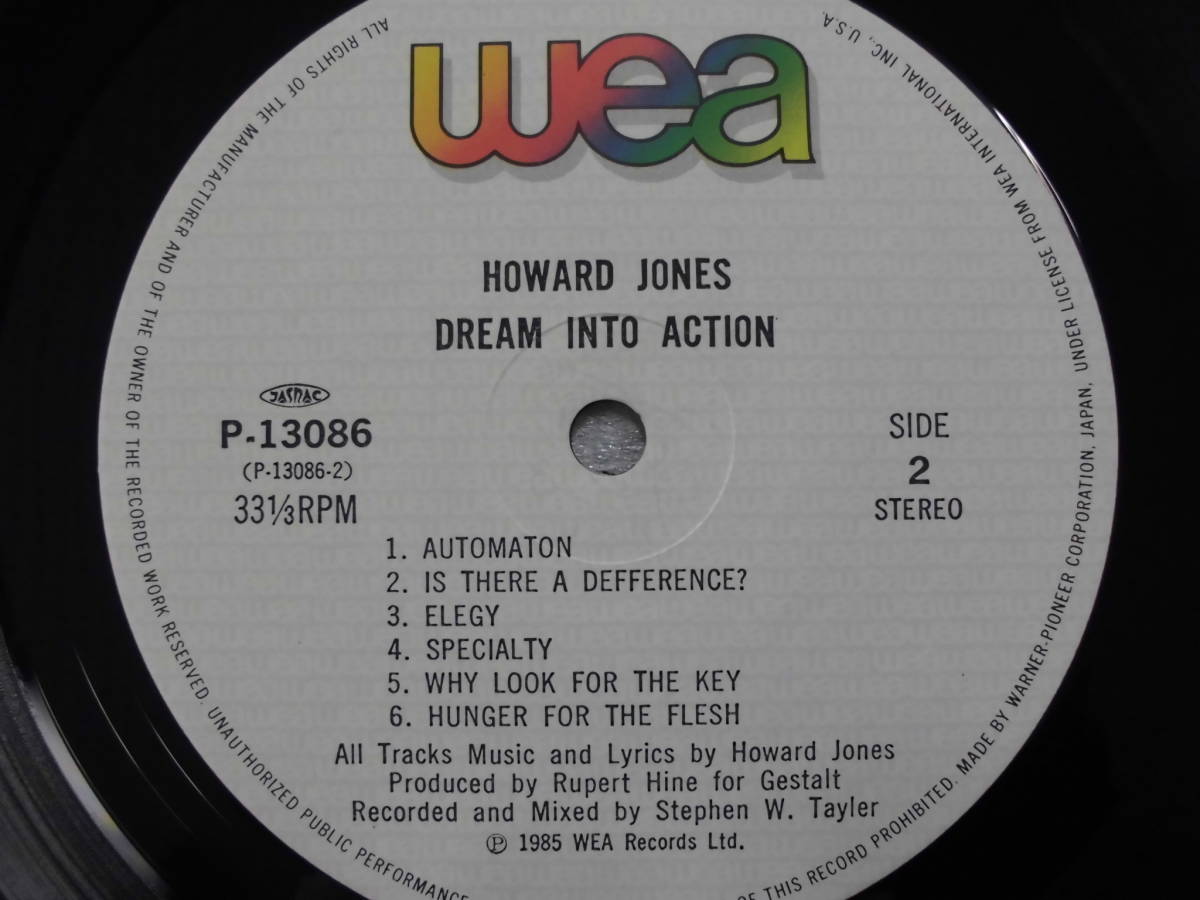 wea
HOWARD JONES
DREAM INTO ACTION
JASRAC
P-13086
(P-13086-2)
33⅓RPM
SIDE
2
STEREO
1. AUTOMATON
2. IS THERE A DEFFERENCE?
3. ELEGY
4. SPECIALTY
5. WHY LOOK FOR THE KEY
6. HUNGER FOR THE FLESH
All Tracks Music and Lyrics by Howard Jones
Produced by Rupert Hine for Gestalt
Recorded and Mixed by Stephen W. Tayler
℗ 1985 WEA Records Ltd.
ALL RIGHTS OF THE MANUFACTURER AND OF THE OWNER OF THE RECORDED WORK RESERVED. UNAUTHORIZED PUBLIC PERFORMANCE
OF THIS RECORD PROHIBITED. MADE BY WARNER-PIONEER CORPORATION, JAPAN, UNDER LICENSE FROM WEA INTERNATIONAL INC., U.S.A.